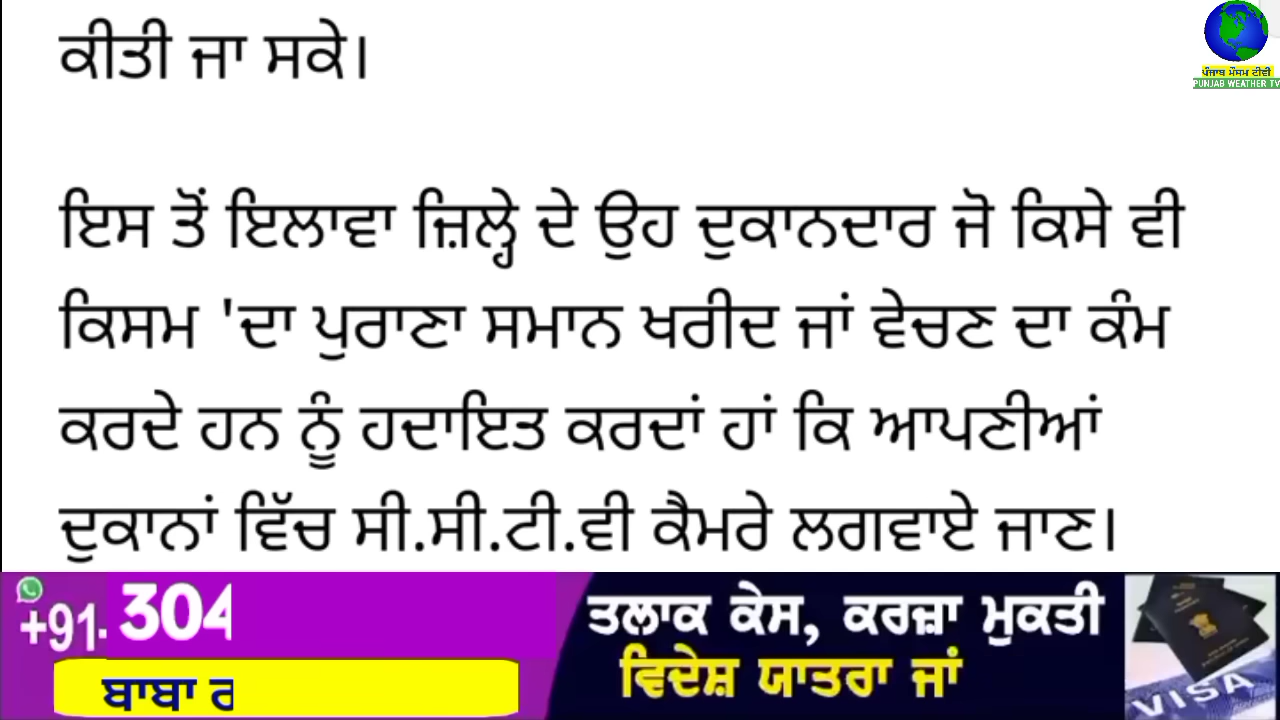 ਕੀਤੀ ਜਾ ਸਕੇ।
ਪੰਜਾਬ ਮੌਸਮ ਟੀਵੀ
PUNJAB WEATHER TV
ਇਸ ਤੋਂ ਇਲਾਵਾ ਜ਼ਿਲ੍ਹੇ ਦੇ ਉਹ ਦੁਕਾਨਦਾਰ ਜੋ ਕਿਸੇ ਵੀ
ਕਿਸਮ 'ਦਾ ਪੁਰਾਣਾ ਸਮਾਨ ਖਰੀਦ ਜਾਂ ਵੇਚਣ ਦਾ ਕੰਮ
ਕਰਦੇ ਹਨ ਨੂੰ ਹਦਾਇਤ ਕਰਦਾਂ ਹਾਂ ਕਿ ਆਪਣੀਆਂ
ਦੁਕਾਨਾਂ ਵਿੱਚ ਸੀ.ਸੀ.ਟੀ.ਵੀ ਕੈਮਰੇ ਲਗਵਾਏ ਜਾਣ।
+91- 304
ਬਾਬਾ
ਤਲਾਕ ਕੇਸ, ਕਰਜ਼ਾ ਮੁਕਤੀ
ਵਿਦੇਸ਼ ਯਾਤਰਾ ਜਾਂ
VISA